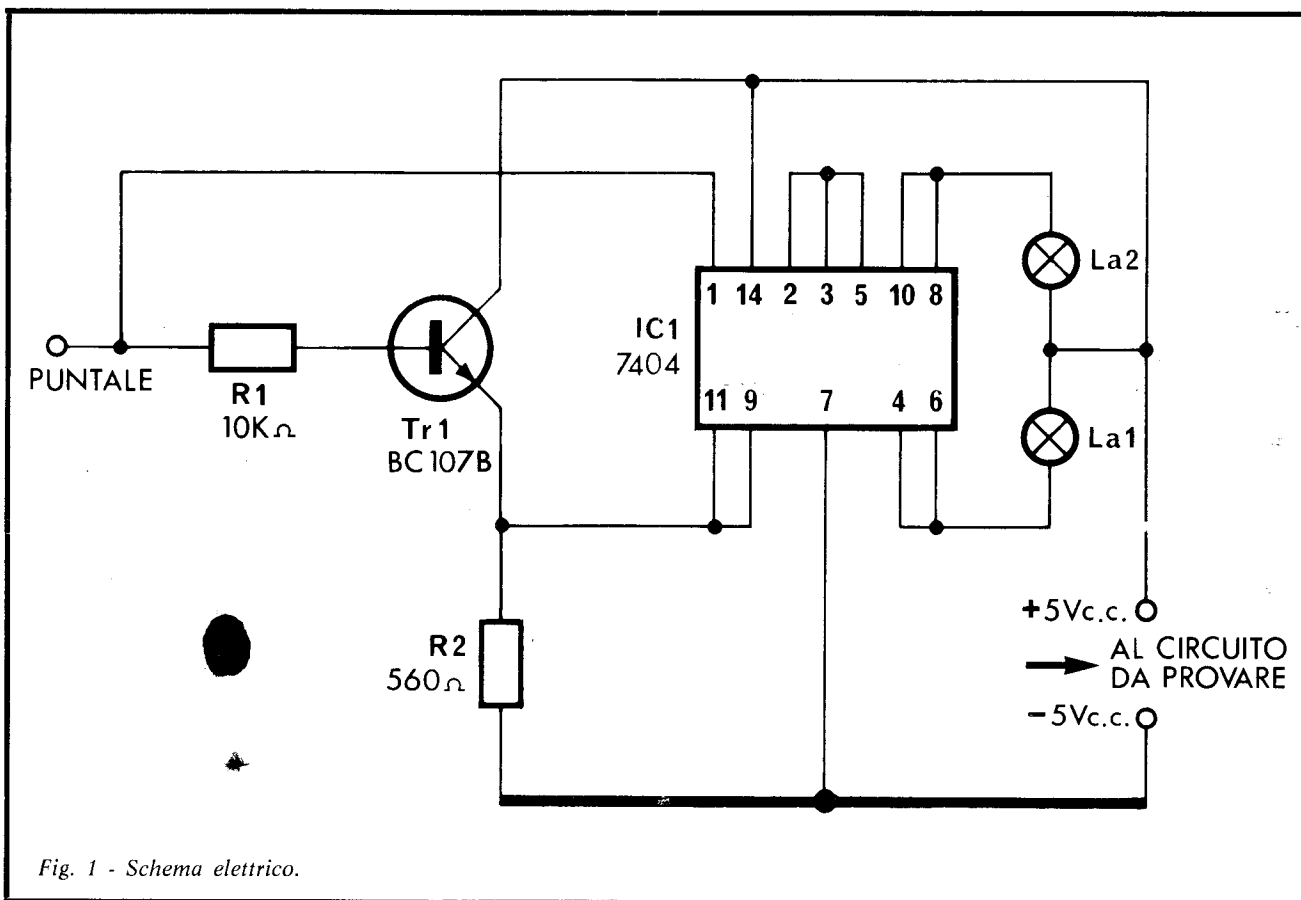 La2
1 14 2 3 5 10 8
IC1
7404
PUNTALE
R1
10KΩ
Tr1
BC107B
11 9 7 4 6
La1
R2
560Ω
+5Vc.c.
AL CIRCUITO
DA PROVARE
-5Vc.c.
Fig. 1 - Schema elettrico.